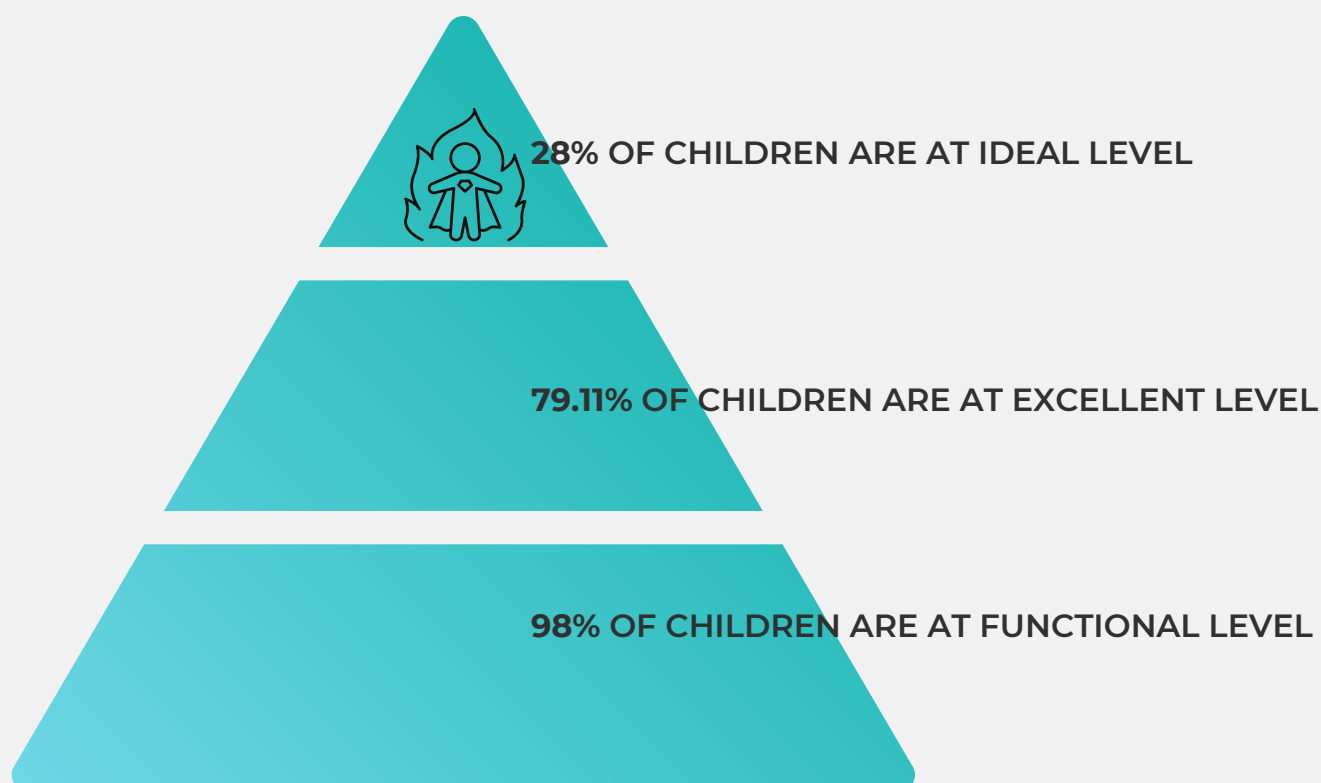 28% OF CHILDREN ARE AT IDEAL LEVEL
79.11% OF CHILDREN ARE AT EXCELLENT LEVEL
98% OF CHILDREN ARE AT FUNCTIONAL LEVEL